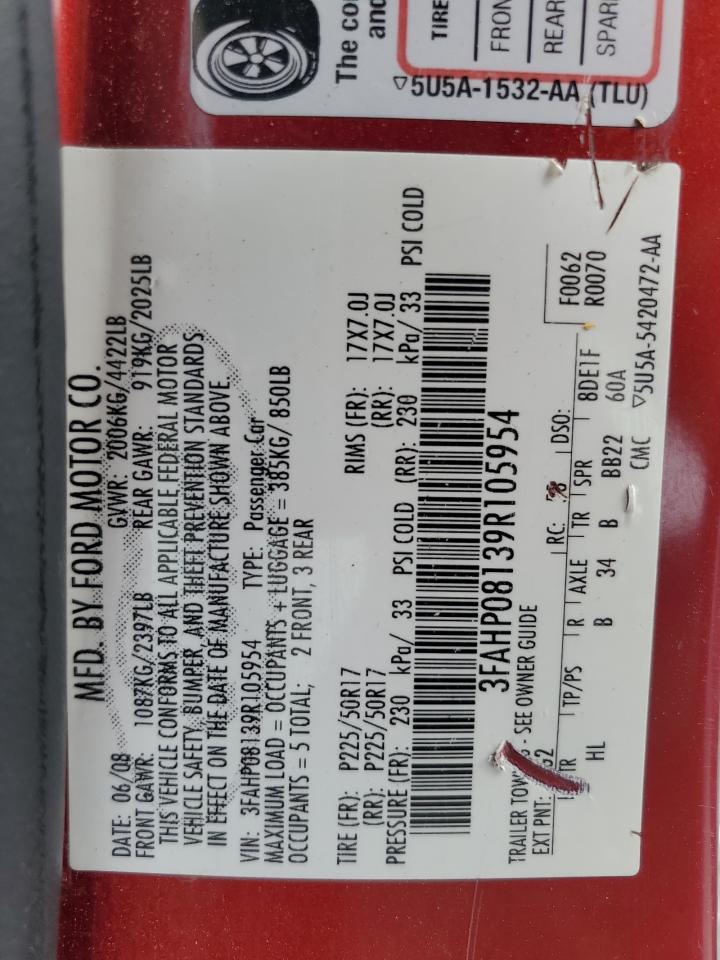 The co
and
TIRE
FRON
REAR
SPAR
▽5U5A-1532-AA (TLU)
MFD. BY FORD MOTOR CO.
DATE: 06/08 GVWR: 2006KG/4422LB
FRONT GAWR: 1087KG/2397LB REAR GAWR: 919KG/2025LB
THIS VEHICLE CONFORMS TO ALL APPLICABLE FEDERAL MOTOR
VEHICLE SAFETY, BUMPER, AND THEFT PREVENTION STANDARDS
IN EFFECT ON THE DATE OF MANUFACTURE SHOWN ABOVE.
VIN: 3FAHP08139R105954 TYPE: Passenger Car
MAXIMUM LOAD = OCCUPANTS + LUGGAGE = 385KG/ 850LB
OCCUPANTS = 5 TOTAL; 2 FRONT, 3 REAR
TIRE (FR): P225/50R17 RIMS (FR): 17X7.0J
(RR): P225/50R17 (RR): 17X7.0J
PRESSURE (FR): 230 kPa/ 33 PSI COLD (RR): 230 kPa/ 33 PSI COLD
3FAHP08139R105954
TRAILER TOW - SEE OWNER GUIDE
EXT PNT: RC: DSO: F0062
TR TP/PS R AXLE TR SPR 8DE1F R0070
HL B 34 B BB22 60A
CMC ▽5U5A-5420472-AA